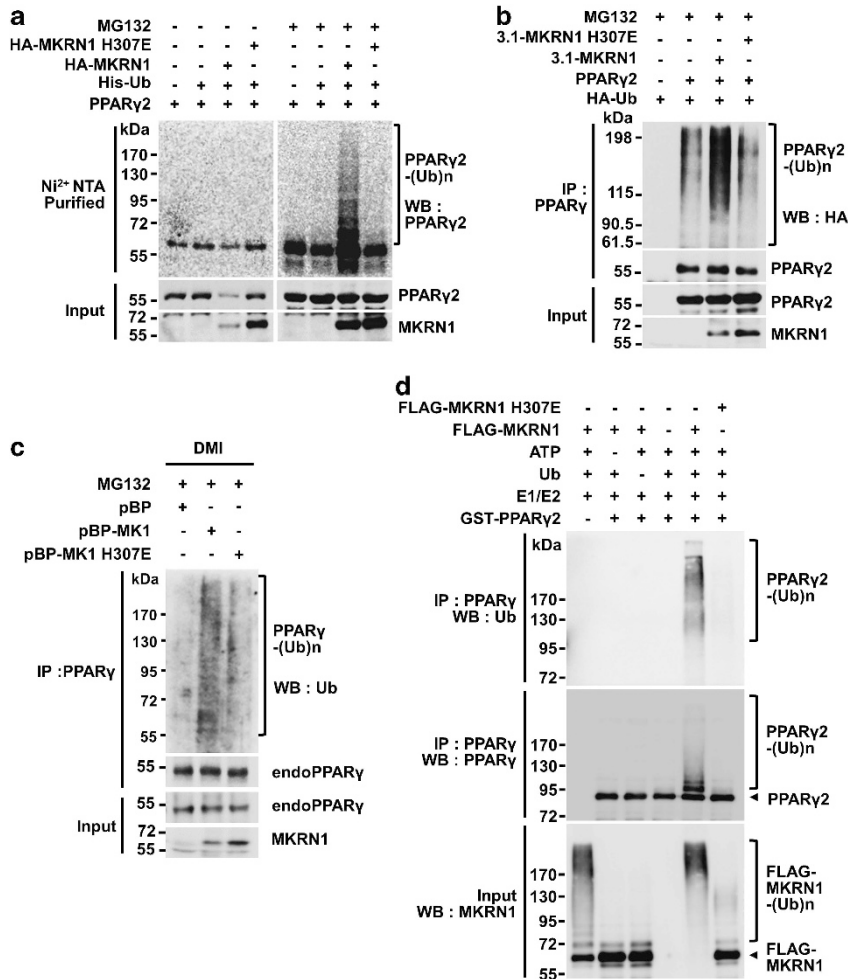 a
MG132 - - - - + + + +
HA-MKRN1 H307E - - - + - - - +
HA-MKRN1 - - + - - - + -
His-Ub - + + + - + + +
PPARγ2 + + + + + + + +
kDa
170
130
95
72
55
Ni2+ NTA
Purified
PPARγ2
-(Ub)n
WB :
PPARγ2
Input
55
PPARγ2
72
55
MKRN1
b
MG132 + + + +
3.1-MKRN1 H307E - - - +
3.1-MKRN1 - - + -
PPARγ2 - + + +
HA-Ub + + + +
kDa
198
115
90.5
61.5
IP :
PPARγ
PPARγ2
-(Ub)n
WB : HA
55
PPARγ2
Input
55
PPARγ2
72
55
MKRN1
c
DMI
MG132 + + +
pBP + - -
pBP-MK1 - + -
pBP-MK1 H307E - - +
kDa
170
130
95
72
55
IP :PPARγ
PPARγ
-(Ub)n
WB : Ub
55
endoPPARγ
Input
55
endoPPARγ
72
55
MKRN1
d
FLAG-MKRN1 H307E - - - - - +
FLAG-MKRN1 + + + - + -
ATP + - + + + +
Ub + + - + + +
E1/E2 + + + + + +
GST-PPARγ2 - + + + + +
kDa
170
130
95
72
IP : PPARγ
WB : Ub
PPARγ2
-(Ub)n
170
130
95
72
IP : PPARγ
WB : PPARγ
PPARγ2
-(Ub)n
PPARγ2
170
130
95
72
55
Input
WB : MKRN1
FLAG-
MKRN1
-(Ub)n
FLAG-
MKRN1